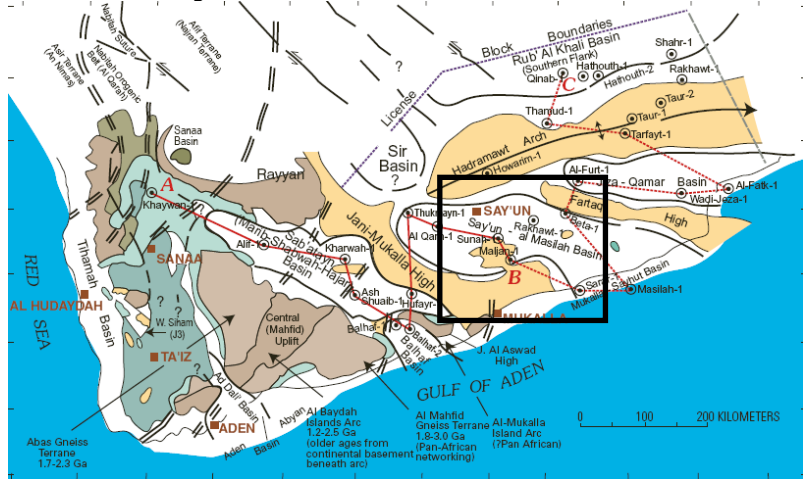 Nabitah Suture
Nabitah Orogenic
Belt (Al Qarah)
Asir Terrane
(An Nimas)
Afif Terrane
(Najran Terrane)
Block Boundaries
License
Rub Al Khali Basin
(Southern Flank)
Qinab-1
Hathouth-1
Hathouth-2
Shahr-1
Rakhawt-1
C
Thamud-1
Taur-2
Taur-1
Tarfayt-1
Hadramawt Arch
Howarim-1
Sanaa
Basin
Rayyan
Sir
Basin
?
?
A
Khaywan-1
Al-Furt-1
Jeza - Qamar Basin
Al-Fatk-1
Wadi-Jeza-1
Fartaq High
Beta-1
Thukmayn-1
SAY'UN
Say'un
al Masilah Basin
Rakhaw-1
Al Qarn-1
Sunah-1
Maljan-1
B
Jani-Mukalla High
Sab'atayn
(Marib-Shabwah-Hajar)
Basin
Alif-1
Kharwah-1
SANAA
Ash
Shuaib-1
Hufayr-1
Sarar
Mukalla Sayhut Basin
Masilah-1
MUKALLA
RED SEA
Tihamah Basin
AL HUDAYDAH
? ?
W. Siham
(J3)
?
TA'IZ
Central
(Mahfid)
Uplift
Balhaf-1
Balhaf-2
Balhaf
Basin
J. Al Aswad
High
GULF OF ADEN
Ad Dali' Basin
ADEN
Aden Abyan Basin
Abas Gneiss
Terrane
1.7-2.3 Ga
Al Baydah
Islands Arc
1.2-2.5 Ga
(older ages from
continental basement
beneath arc)
Al Mahfid
Gneiss Terrane
1.8-3.0 Ga
(Pan-African
networking)
Al-Mukalla
Island Arc
(?Pan African)
0 100 200 KILOMETERS